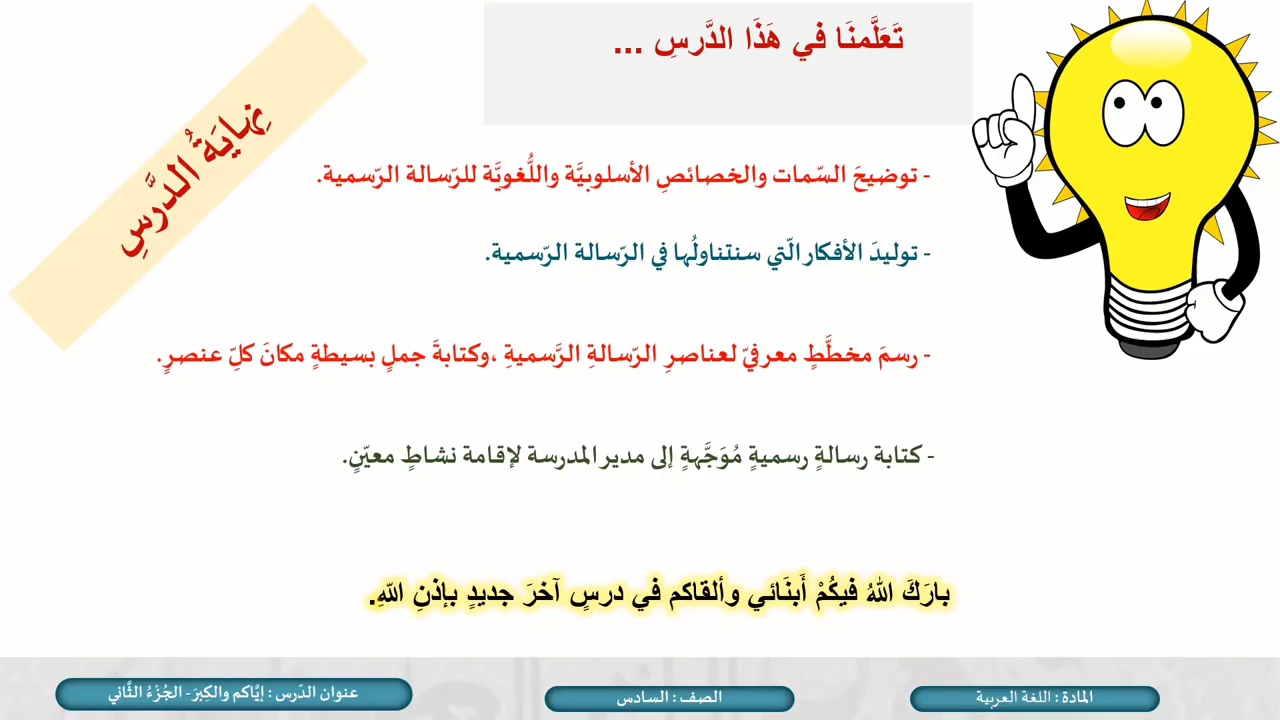 تَعَلَّمنَا في هَذَا الدَّرسِ ...
نِهايَةُ الدَّرسِ
- توضيحَ السّمات والخصائصِ الأسلوبيَّة واللُّغويَّة للرّسالة الرّسمية.
- توليدَ الأفكار الّتي سنتناولُها في الرّسالة الرّسمية.
- رسمَ مخطَّطٍ معرفيّ لعناصرِ الرّسالةِ الرَّسميةِ ،وكتابةَ جملٍ بسيطةٍ مكانَ كلِّ عنصرٍ.
- كتابة رسالةٍ رسميةٍ مُوَجَّهةٍ إلى مدير المدرسة لإقامة نشاطٍ معيّنٍ.
بارَكَ اللهُ فيكُمْ أَبنَائي وألقاكم في درسٍ آخرَ جديدٍ بإذنِ اللّهِ.
المادة : اللغة العربية
الصف : السادس
عنوان الدّرس : إيَّاكم والكِبرَ- الجُزْءُ الثَّاني